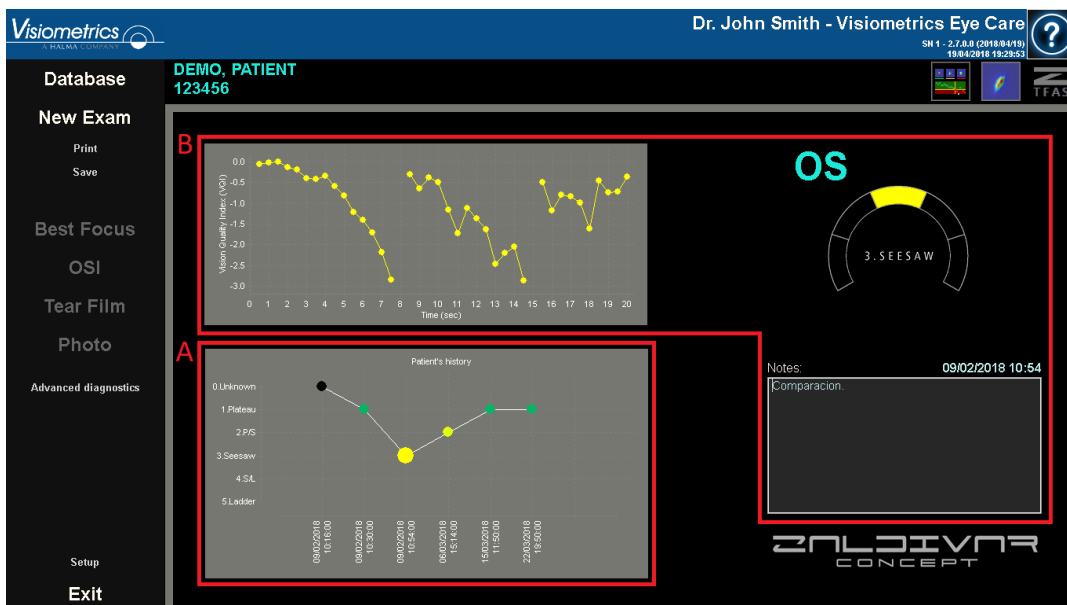 Visiometrics
A HALMA COMPANY
Dr. John Smith - Visiometrics Eye Care
SN 1 - 2.7.0.0 (2018/04/19)
19/04/2018 19:29:53
?
Database
New Exam
Print
Save
Best Focus
OSI
Tear Film
Photo
Advanced diagnostics
Setup
Exit
DEMO, PATIENT
123456
TFAS
B
Vision Quality Index (VQI)
0.0
-0.5
-1.0
-1.5
-2.0
-2.5
-3.0
0 1 2 3 4 5 6 7 8 9 10 11 12 13 14 15 16 17 18 19 20
Time (sec)
OS
3.SEESAW
A
Patient's history
0.Unknown
1.Plateau
2.P/S
3.Seesaw
4.S/L
5.Ladder
09/02/2018 10:30:00
09/02/2018 10:54:00
06/03/2018 15:14:00
15/03/2018 11:50:00
22/03/2018 19:50:00
Notes: 09/02/2018 10:54
Comparacion.
ZALDIVAR
CONCEPT